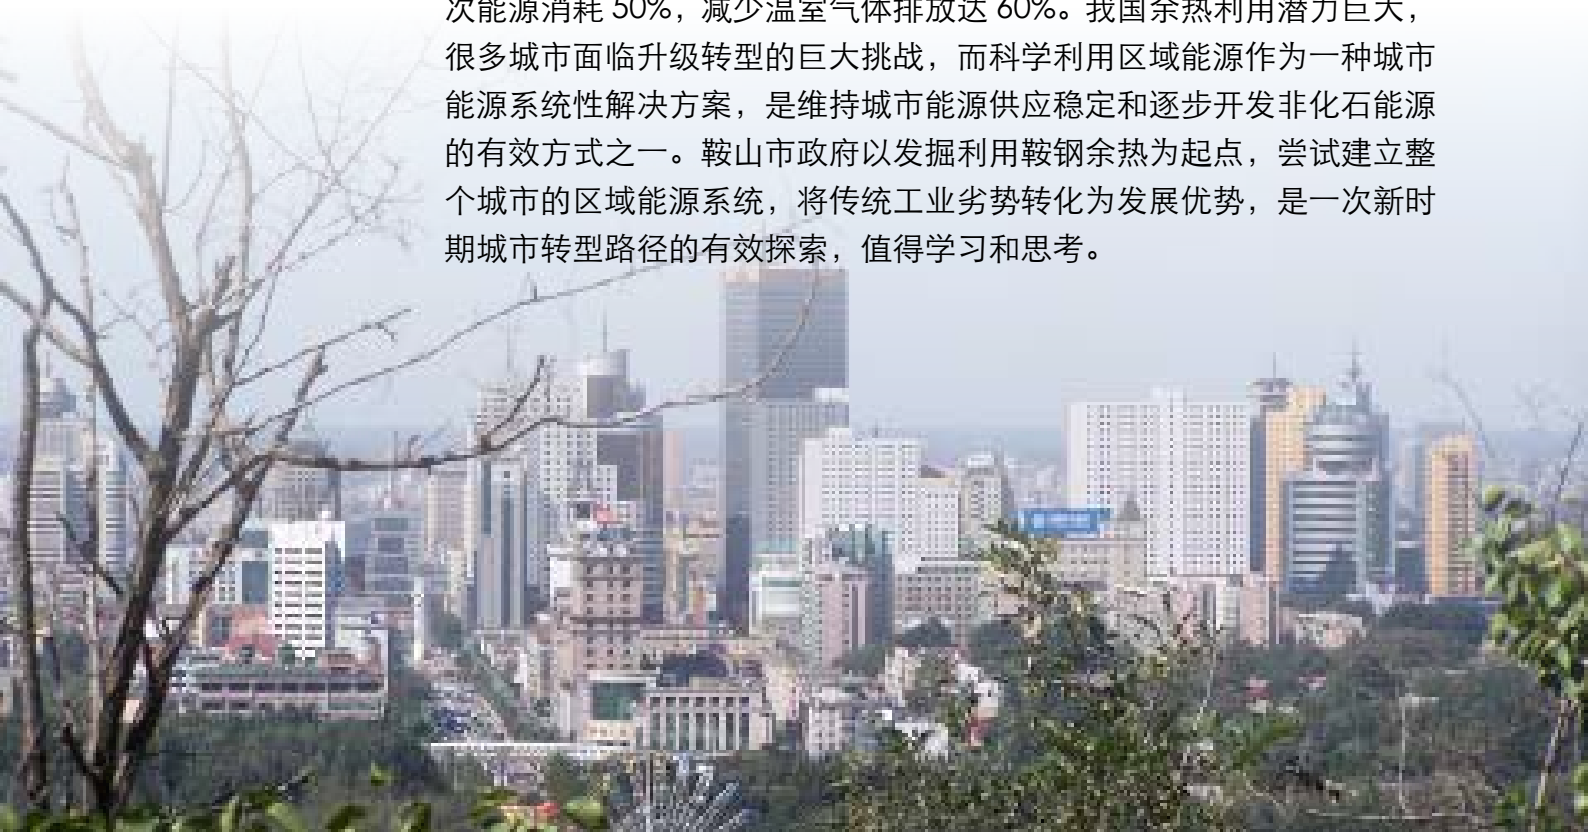 次能源消耗 50%，减少温室气体排放达 60%。我国余热利用潜力巨大，
很多城市面临升级转型的巨大挑战，而科学利用区域能源作为一种城市
能源系统性解决方案，是维持城市能源供应稳定和逐步开发非化石能源
的有效方式之一。鞍山市政府以发掘利用鞍钢余热为起点，尝试建立整
个城市的区域能源系统，将传统工业劣势转化为发展优势，是一次新时
期城市转型路径的有效探索，值得学习和思考。